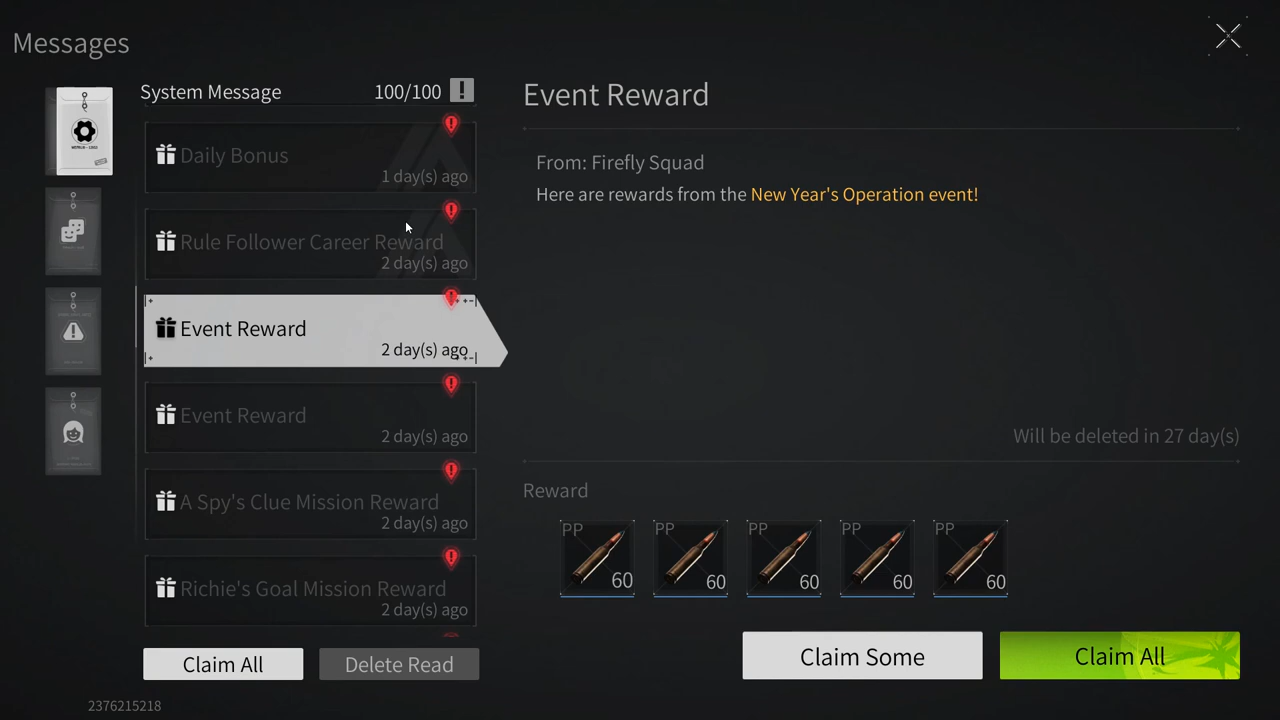 Messages
System Message 100/100
Daily Bonus
1 day(s) ago
Rule Follower Career Reward
2 day(s) ago
Event Reward
2 day(s) ago
Event Reward
2 day(s) ago
A Spy's Clue Mission Reward
2 day(s) ago
Richie's Goal Mission Reward
2 day(s) ago
Claim All
Delete Read
Event Reward
From: Firefly Squad
Here are rewards from the New Year's Operation event!
Will be deleted in 27 day(s)
Reward
PP 60
PP 60
PP 60
PP 60
PP 60
Claim Some
Claim All
2376215218